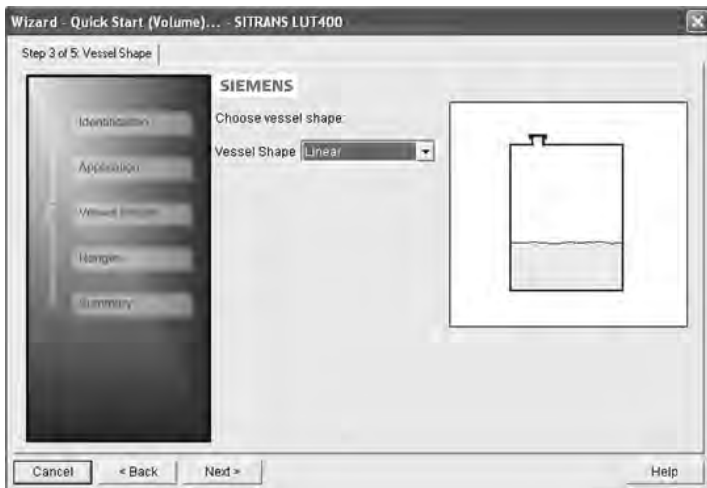 Wizard - Quick Start (Volume)... - SITRANS LUT400
Step 3 of 5: Vessel Shape
SIEMENS
Identification
Application
Vessel Shape
Ranges
Summary
Choose vessel shape:
Vessel Shape Linear
Cancel
< Back
Next >
Help